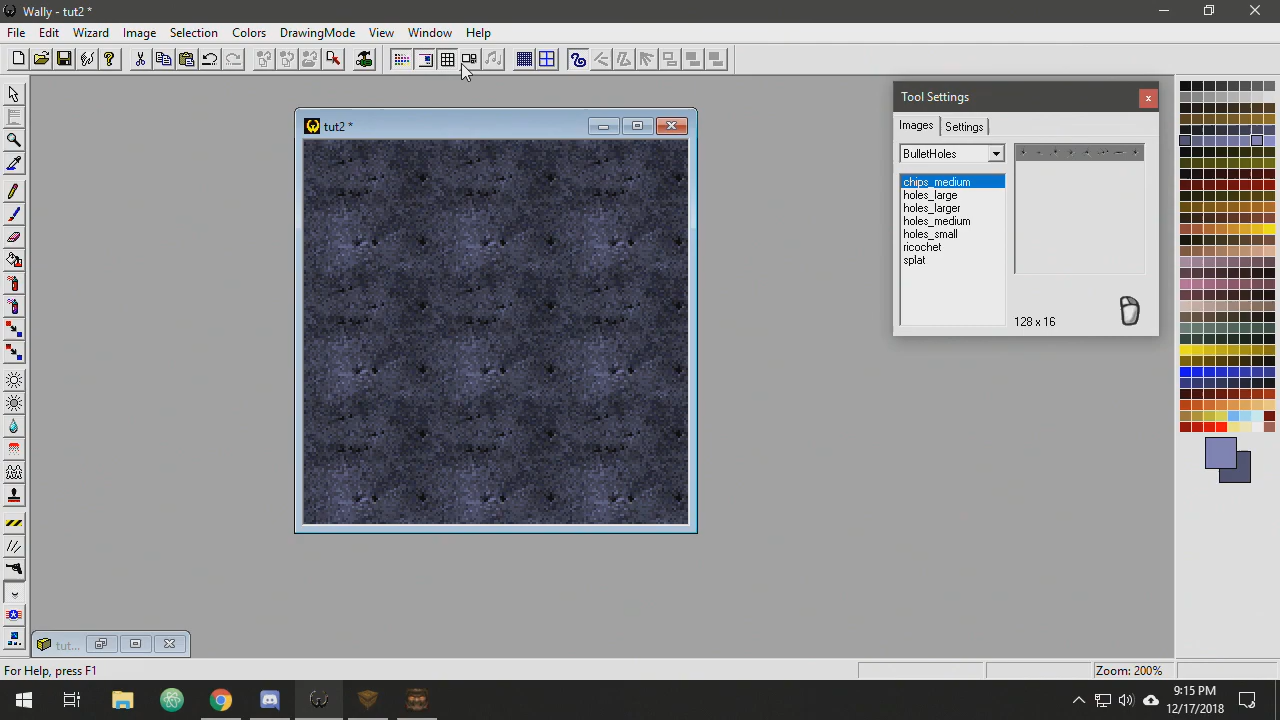 Wally - tut2 *
File Edit Wizard Image Selection Colors DrawingMode View Window Help
tut2 *
Tool Settings
Images Settings
BulletHoles
chips_medium
holes_large
holes_larger
holes_medium
holes_small
ricochet
splat
128 x 16
tut...
For Help, press F1
Zoom: 200%
9:15 PM
12/17/2018